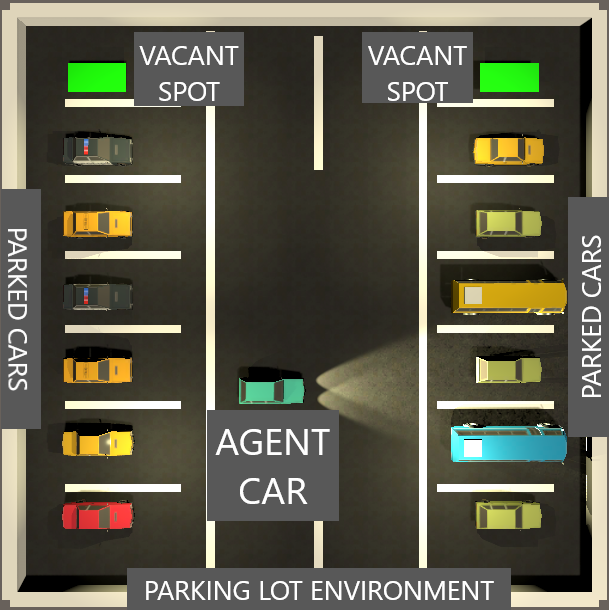 VACANT
SPOT
VACANT
SPOT
PARKED CARS
PARKED CARS
AGENT
CAR
PARKING LOT ENVIRONMENT